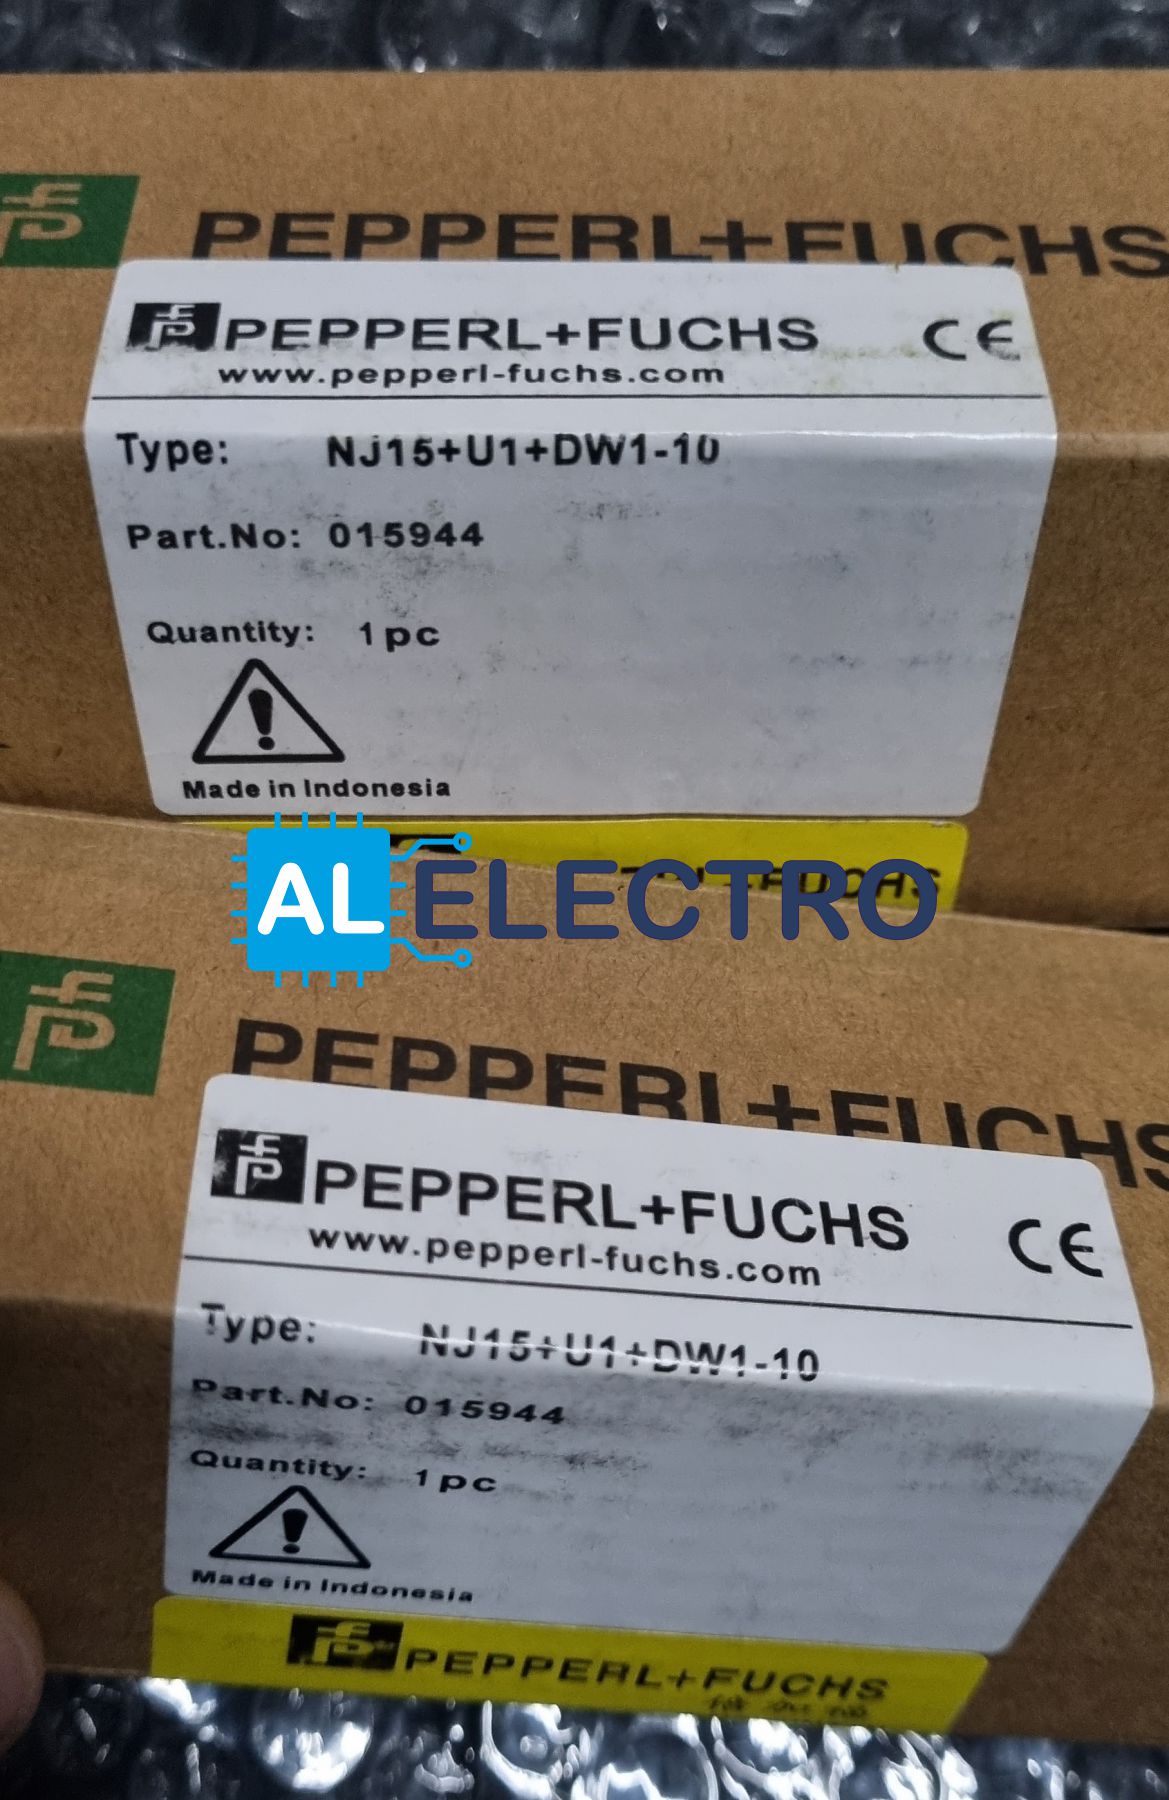 PEPPERL+FUCHS
PEPPERL+FUCHS CE
www.pepperl-fuchs.com
Type: NJ15+U1+DW1-10
Part.No: 015944
Quantity: 1pc
Made in Indonesia
FUCHS
AL ELECTRO
PEPPERL+FUCHS
PEPPERL+FUCHS CE
www.pepperl-fuchs.com
Type: NJ15+U1+DW1-10
Part.No: 015944
Quantity: 1pc
Made in Indonesia
PEPPERL+FUCHS